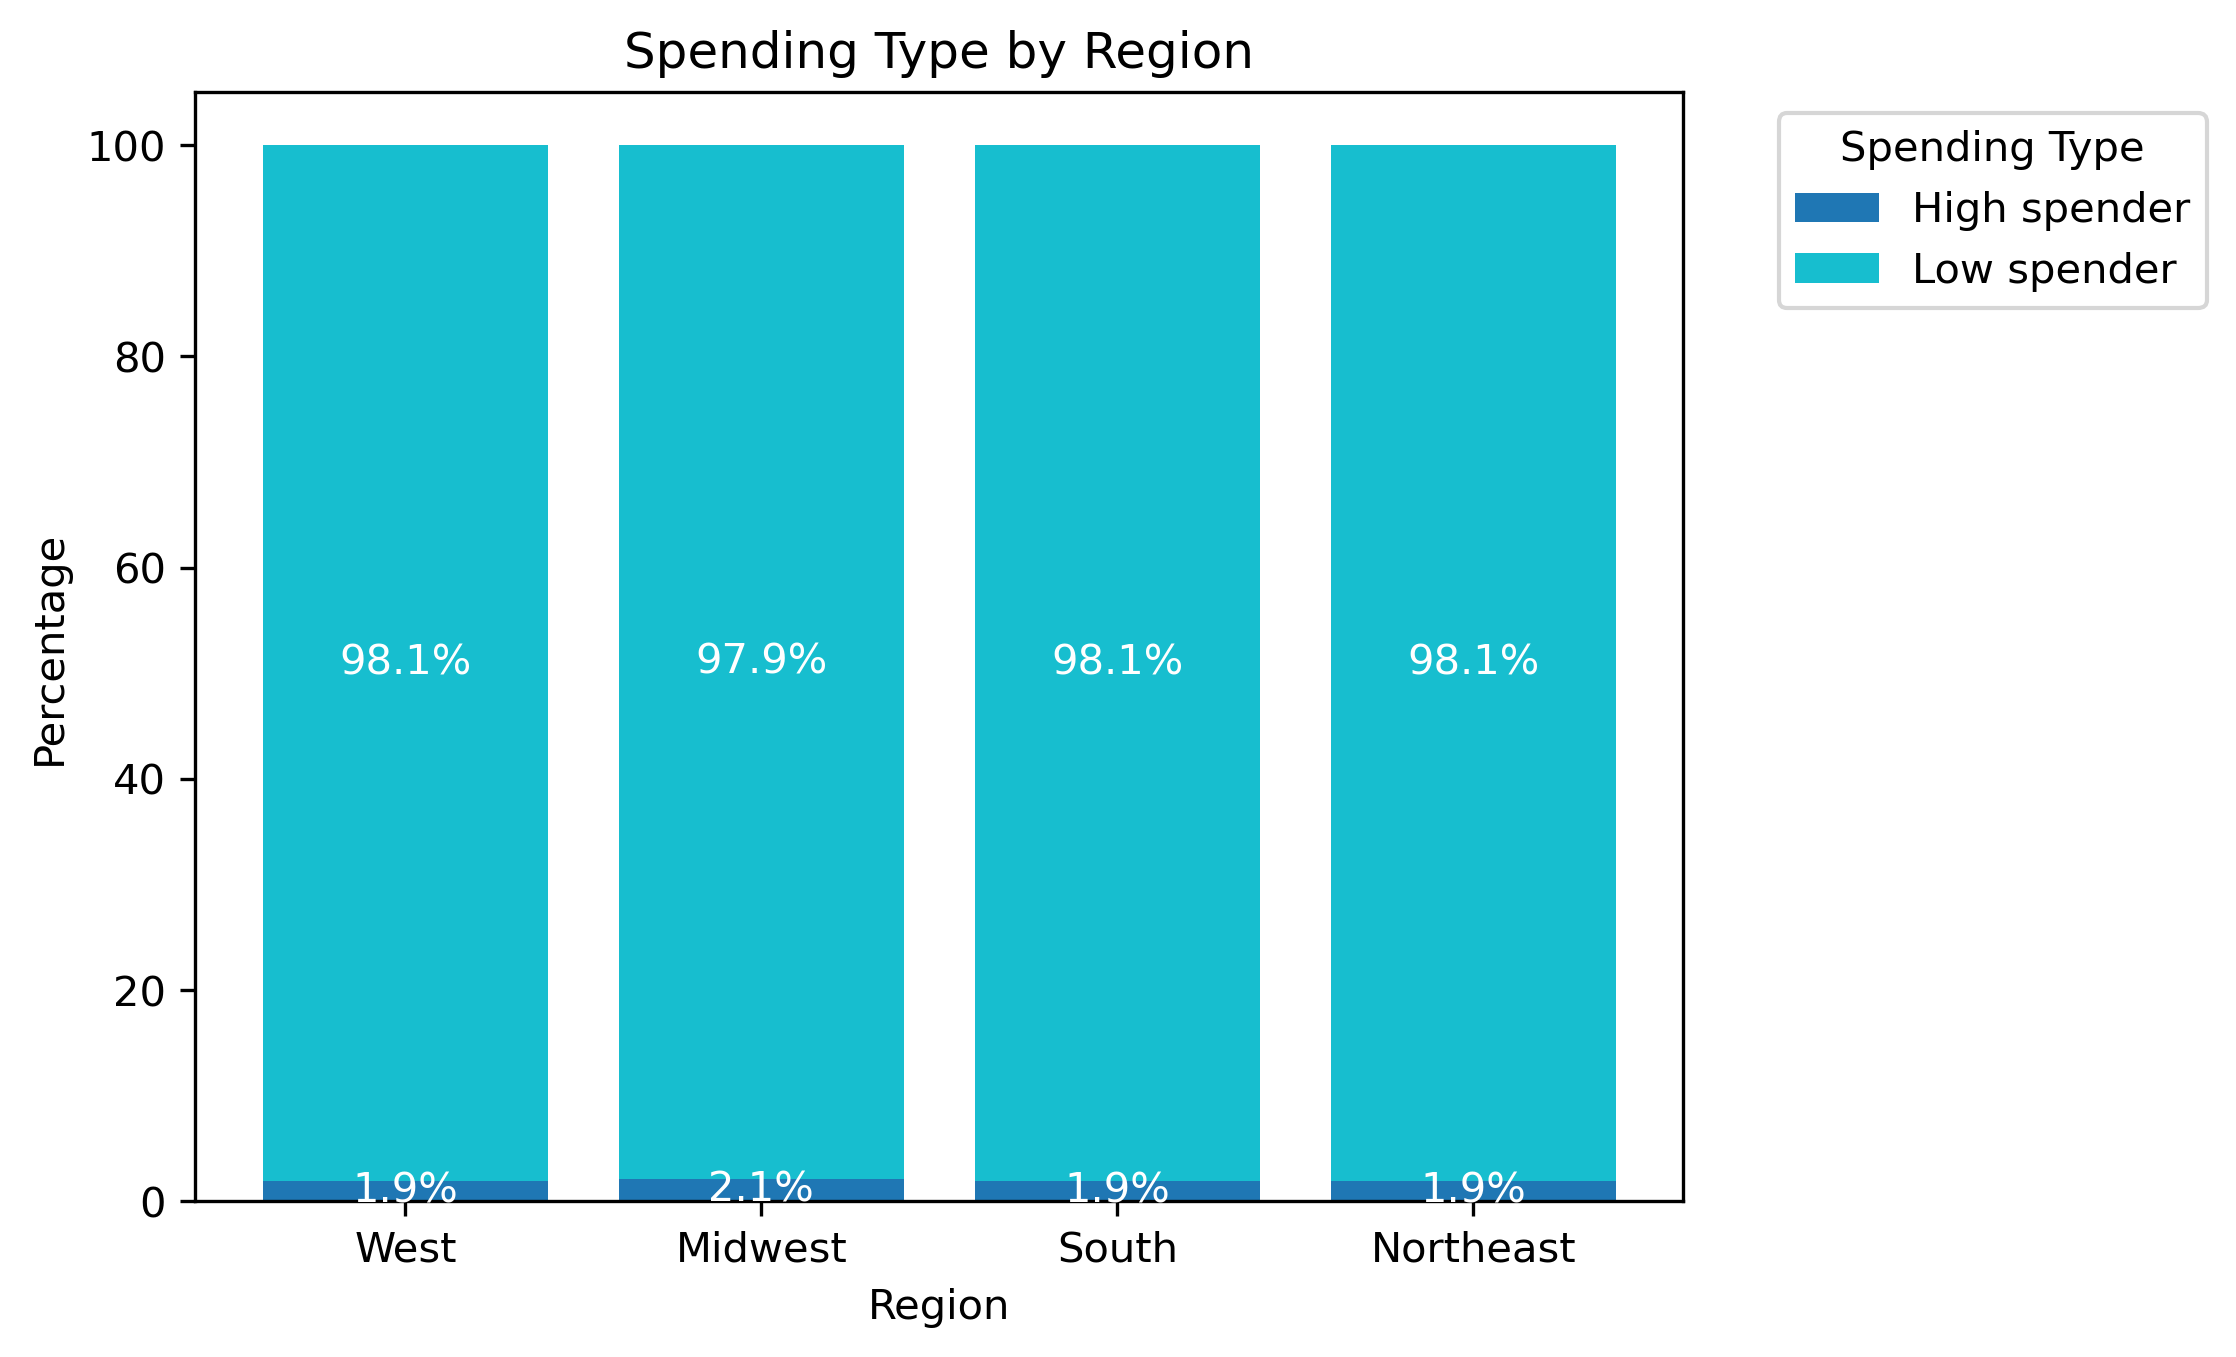 Spending Type by Region
Spending Type
High spender
Low spender
Percentage
100
80
60
40
20
0
98.1%
97.9%
98.1%
98.1%
1.9%
2.1%
1.9%
1.9%
West
Midwest
South
Northeast
Region